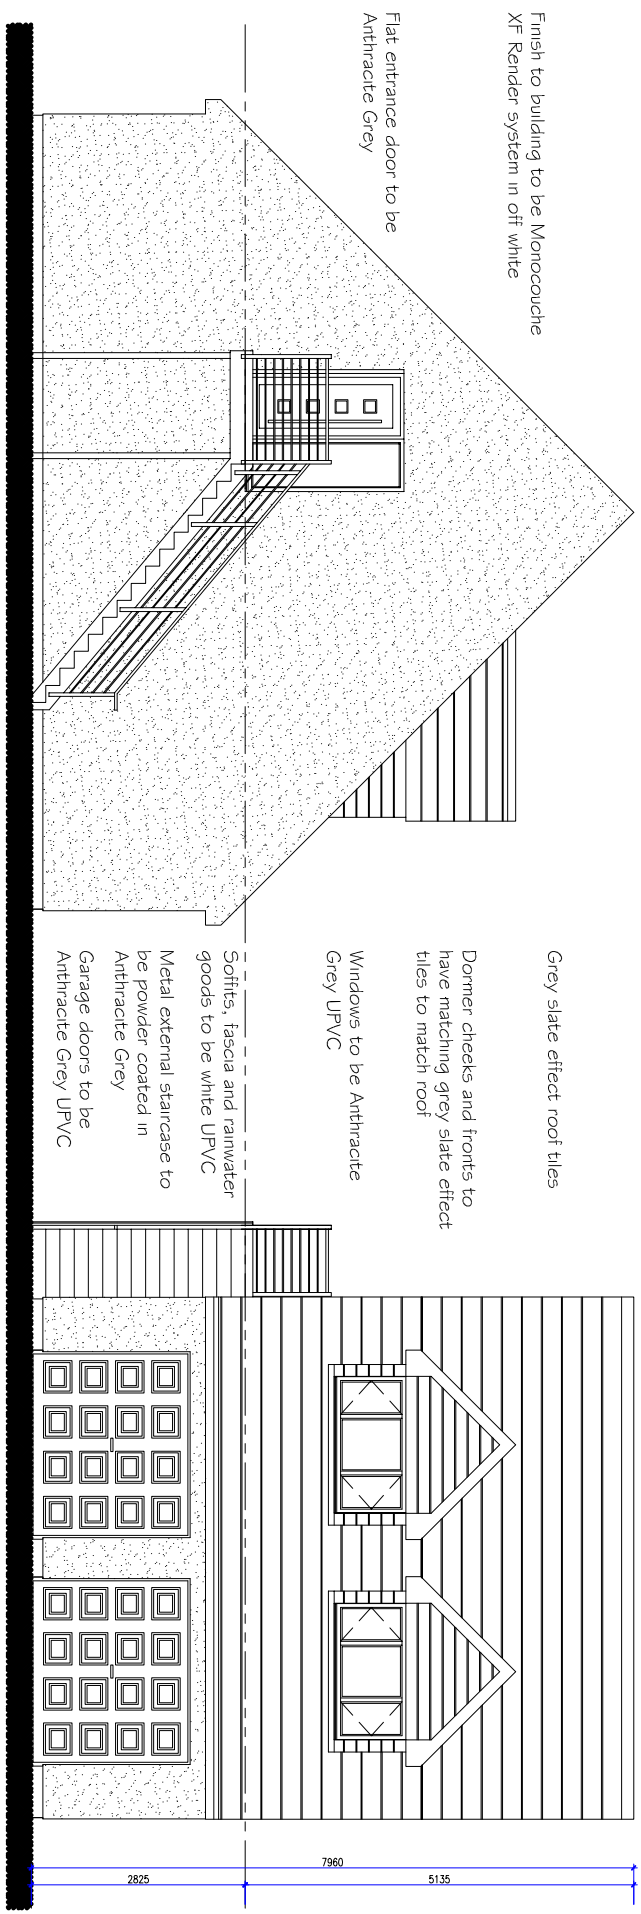 Finish to building to be Monocouche
XF Render system in off white
Flat entrance door to be
Anthracite Grey
Grey slate effect roof tiles
Dormer cheeks and fronts to
have matching grey slate effect
tiles to match roof
Windows to be Anthracite
Grey UPVC
Soffits, fascia and rainwater
goods to be white UPVC
Metal external staircase to
be powder coated in
Anthracite Grey
Garage doors to be
Anthracite Grey UPVC
7960
2825
5135